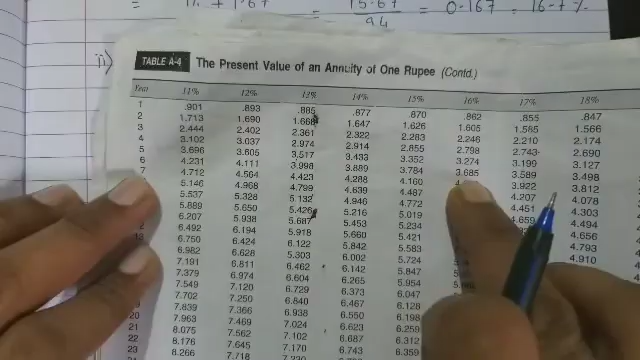 = 11 + 1.67 = 15.67 = 0.167 = 16.7%
94
ii)
TABLE A-4 The Present Value of an Annuity of One Rupee (Contd.)
Year 11% 12% 13% 14% 15% 16% 17% 18%
1 .901 .893 .885 .877 .870 .862 .855 .847
2 1.713 1.690 1.668 1.647 1.626 1.605 1.585 1.566
3 2.444 2.402 2.361 2.322 2.283 2.246 2.210 2.174
4 3.102 3.037 2.974 2.914 2.855 2.798 2.743 2.690
5 3.696 3.605 3.517 3.433 3.352 3.274 3.199 3.127
6 4.231 4.111 3.998 3.889 3.784 3.685 3.589 3.498
7 4.712 4.564 4.423 4.288 4.160 3.922 3.812
5.146 4.968 4.799 4.639 4.487 4.207 4.078
5.537 5.328 5.132 4.946 4.772 4.451 4.303
5.889 5.650 5.426 5.216 5.019 4.659 4.494
6.207 5.938 5.687 5.453 5.234 4.656
6.492 6.194 5.918 5.660 5.421 4.793
6.750 6.424 6.122 5.842 5.583 4.910
6.982 6.628 5.303 6.002 5.724
7.191 6.811 6.462 6.142 5.847
7.379 6.974 6.604 6.265 5.954
7.549 7.120 6.729 6.373 6.047
7.702 7.250 6.840 6.467 6.128
7.839 7.366 6.938 6.550 6.198
20 7.963 7.469 7.024 6.623 6.259
21 8.075 7.562 7.102 6.687 6.312
22 8.176 7.645 7.170 6.743 6.359
23 8.266 7.718